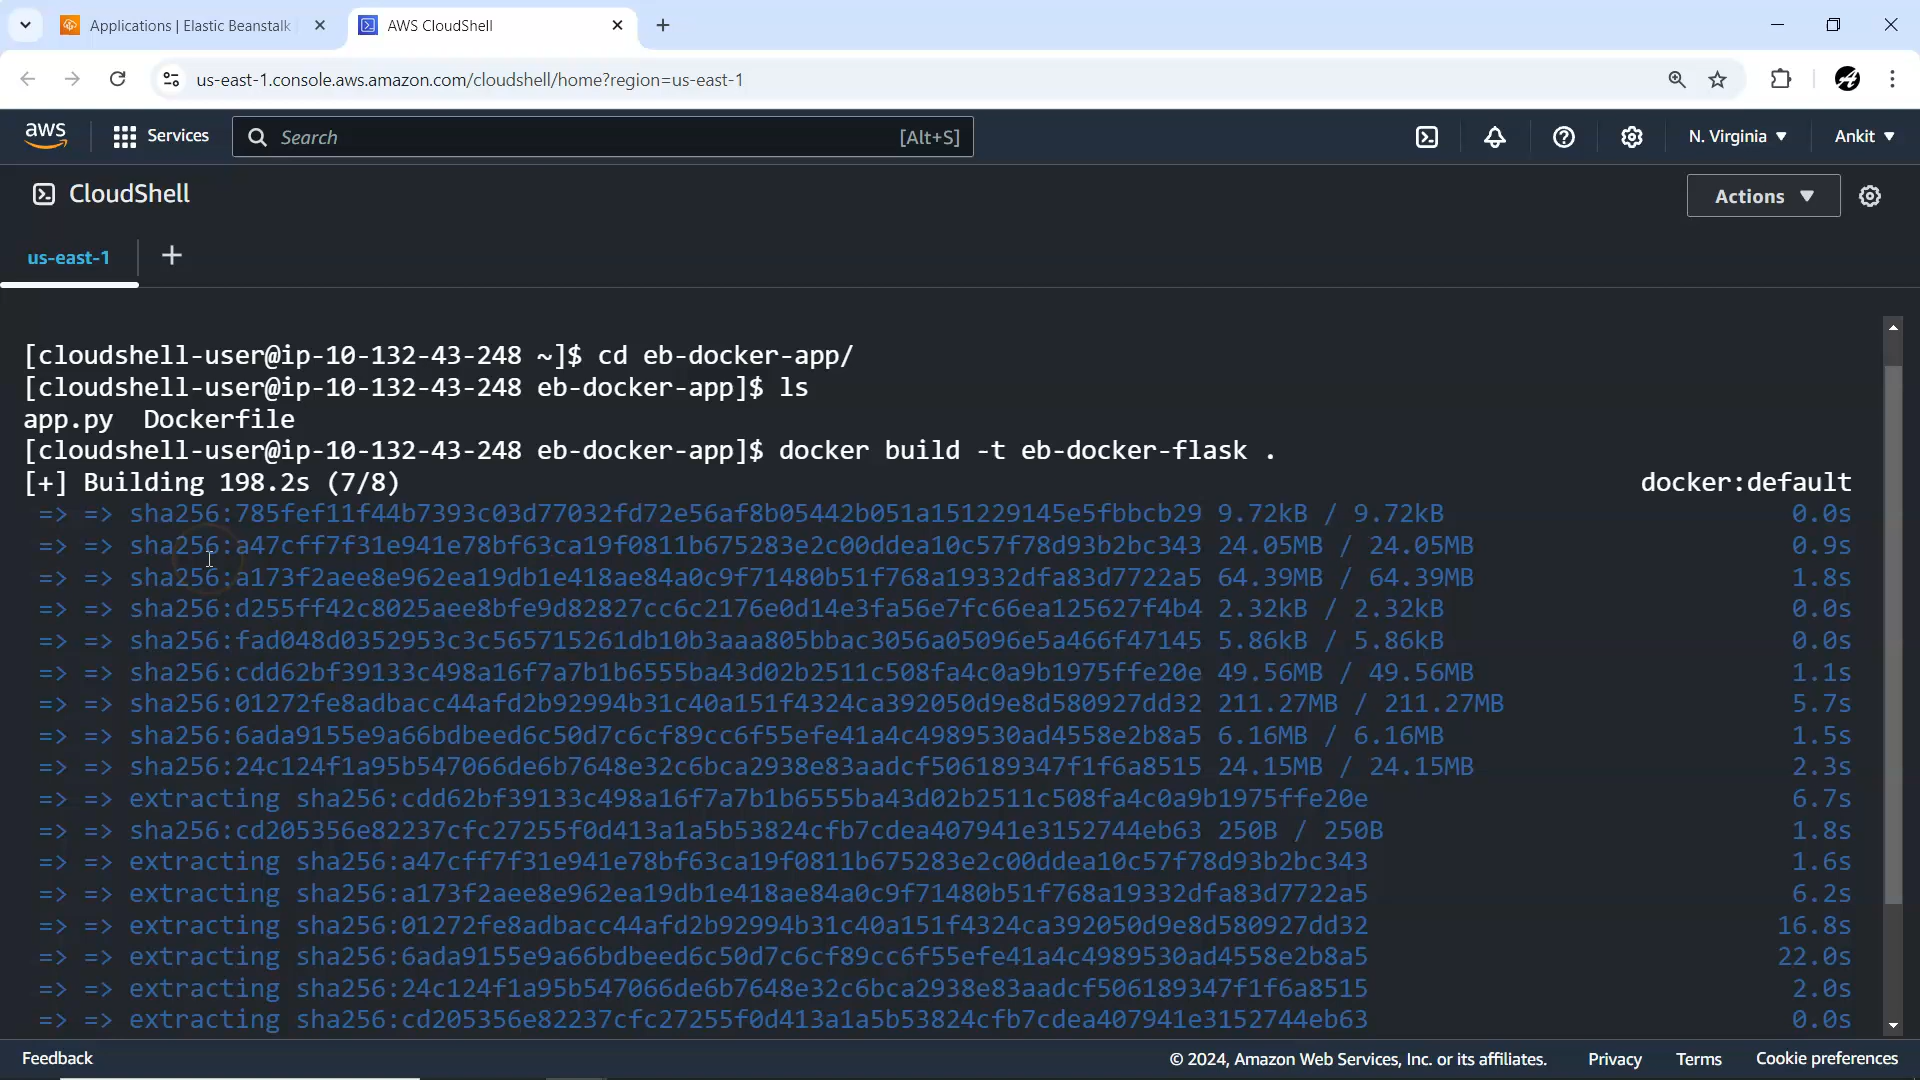 Applications | Elastic Beanstalk
AWS CloudShell
us-east-1.console.aws.amazon.com/cloudshell/home?region=us-east-1
aws
Services
Search
[Alt+S]
N. Virginia
Ankit
CloudShell
Actions
us-east-1
[cloudshell-user@ip-10-132-43-248 ~]$ cd eb-docker-app/
[cloudshell-user@ip-10-132-43-248 eb-docker-app]$ ls
app.py  Dockerfile
[cloudshell-user@ip-10-132-43-248 eb-docker-app]$ docker build -t eb-docker-flask .
[+] Building 198.2s (7/8) docker:default
=> => sha256:785fef11f44b7393c03d77032fd72e56af8b05442b051a151229145e5fbbcb29 9.72kB / 9.72kB 0.0s
=> => sha256:a47cff7f31e941e78bf63ca19f0811b675283e2c00ddea10c57f78d93b2bc343 24.05MB / 24.05MB 0.9s
=> => sha256:a173f2aee8e962ea19db1e418ae84a0c9f71480b51f768a19332dfa83d7722a5 64.39MB / 64.39MB 1.8s
=> => sha256:d255ff42c8025aee8bfe9d82827cc6c2176e0d14e3fa56e7fc66ea125627f4b4 2.32kB / 2.32kB 0.0s
=> => sha256:fad048d0352953c3c565715261db10b3aaa805bbac3056a05096e5a466f47145 5.86kB / 5.86kB 0.0s
=> => sha256:cdd62bf39133c498a16f7a7b1b6555ba43d02b2511c508fa4c0a9b1975ffe20e 49.56MB / 49.56MB 1.1s
=> => sha256:01272fe8adbacc44afd2b92994b31c40a151f4324ca392050d9e8d580927dd32 211.27MB / 211.27MB 5.7s
=> => sha256:6ada9155e9a66bdbeed6c50d7c6cf89cc6f55efe41a4c4989530ad4558e2b8a5 6.16MB / 6.16MB 1.5s
=> => sha256:24c124f1a95b547066de6b7648e32c6bca2938e83aadcf506189347f1f6a8515 24.15MB / 24.15MB 2.3s
=> => extracting sha256:cdd62bf39133c498a16f7a7b1b6555ba43d02b2511c508fa4c0a9b1975ffe20e 6.7s
=> => sha256:cd205356e82237cfc27255f0d413a1a5b53824cfb7cdea407941e3152744eb63 250B / 250B 1.8s
=> => extracting sha256:a47cff7f31e941e78bf63ca19f0811b675283e2c00ddea10c57f78d93b2bc343 1.6s
=> => extracting sha256:a173f2aee8e962ea19db1e418ae84a0c9f71480b51f768a19332dfa83d7722a5 6.2s
=> => extracting sha256:01272fe8adbacc44afd2b92994b31c40a151f4324ca392050d9e8d580927dd32 16.8s
=> => extracting sha256:6ada9155e9a66bdbeed6c50d7c6cf89cc6f55efe41a4c4989530ad4558e2b8a5 22.0s
=> => extracting sha256:24c124f1a95b547066de6b7648e32c6bca2938e83aadcf506189347f1f6a8515 2.0s
=> => extracting sha256:cd205356e82237cfc27255f0d413a1a5b53824cfb7cdea407941e3152744eb63 0.0s
Feedback
© 2024, Amazon Web Services, Inc. or its affiliates.
Privacy
Terms
Cookie preferences